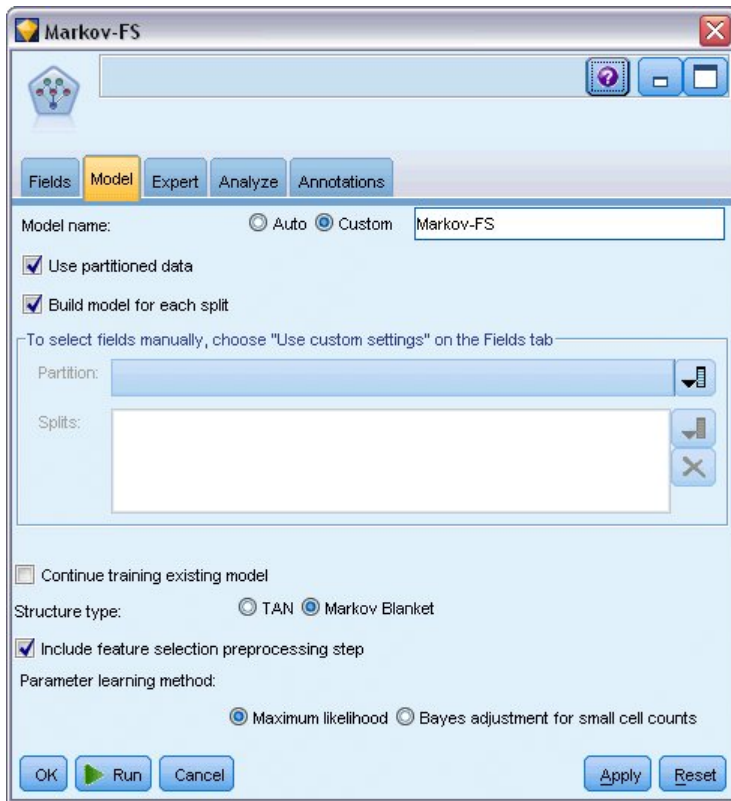 Markov-FS
Fields Model Expert Analyze Annotations
Model name: Auto Custom Markov-FS
Use partitioned data
Build model for each split
To select fields manually, choose "Use custom settings" on the Fields tab
Partition:
Splits:
Continue training existing model
Structure type: TAN Markov Blanket
Include feature selection preprocessing step
Parameter learning method:
Maximum likelihood Bayes adjustment for small cell counts
OK Run Cancel Apply Reset